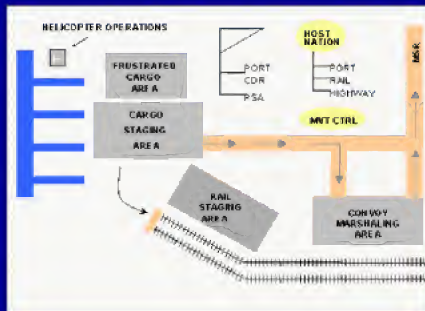 HELICOPTER OPERATIONS
FRUSTRATED
CARGO
AREA
CARGO
STAGING
AREA
PORT
CDR
PSA
HOST
NATION
PORT
RAIL
HIGHWAY
MVT CTRL
MSR
RAIL
STAGING
AREA
CONVOY
MARSHALING
AREA